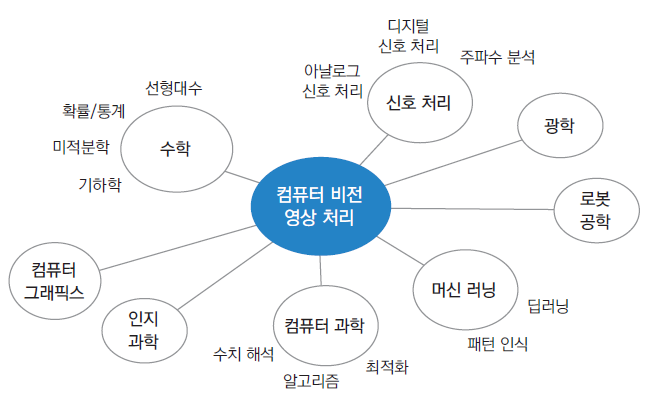 디지털
신호 처리
주파수 분석
아날로그
신호 처리
신호 처리
선형대수
확률/통계
미적분학
수학
기하학
광학
컴퓨터 비전
영상 처리
로봇
공학
컴퓨터
그래픽스
인지
과학
컴퓨터 과학
수치 해석
알고리즘
최적화
머신 러닝
딥러닝
패턴 인식